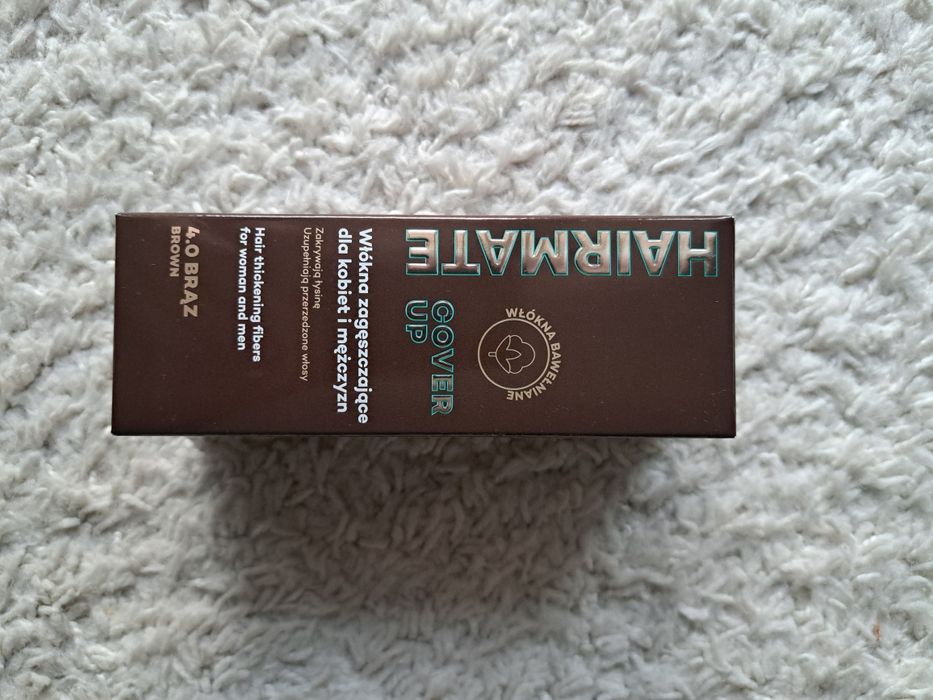 HAIRMATE
COVER
UP
WŁÓKNA BAWEŁNIANE
Włókna zagęszczające
dla kobiet i mężczyzn
Zakrywają łysinę
Uzupełniają przerzedzone włosy
Hair thickening fibers
for woman and men
4.0 BRĄZ
BROWN